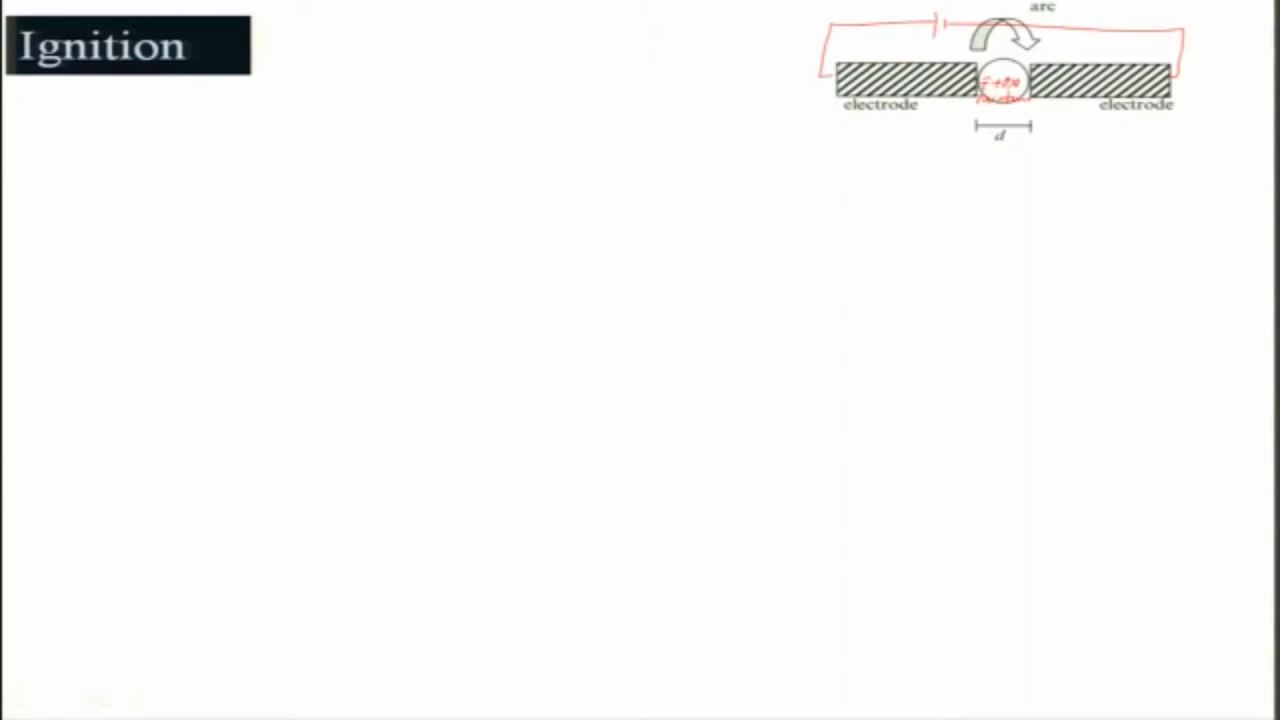 Ignition
arc
electrode
electrode
d